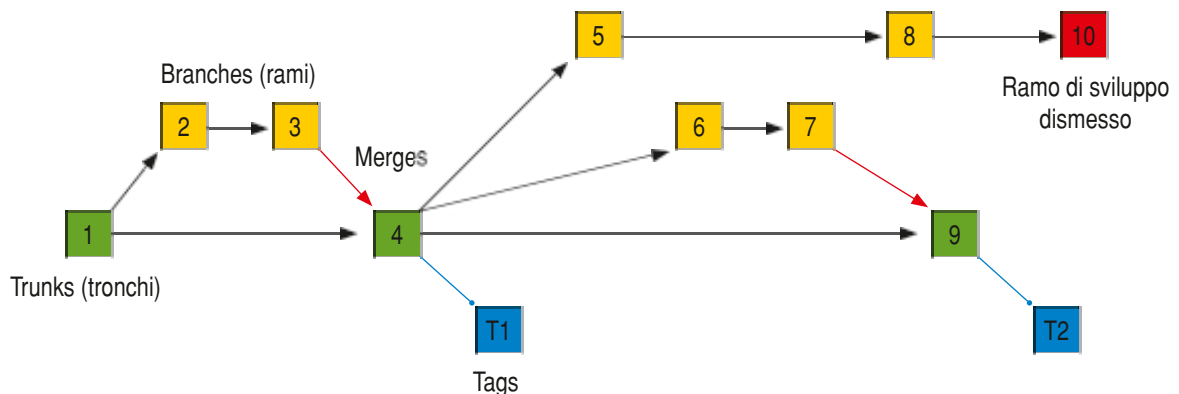 5
8
10
Branches (rami)
Ramo di sviluppo
dismesso
2
3
6
7
Merges
1
4
9
Trunks (tronchi)
T1
T2
Tags